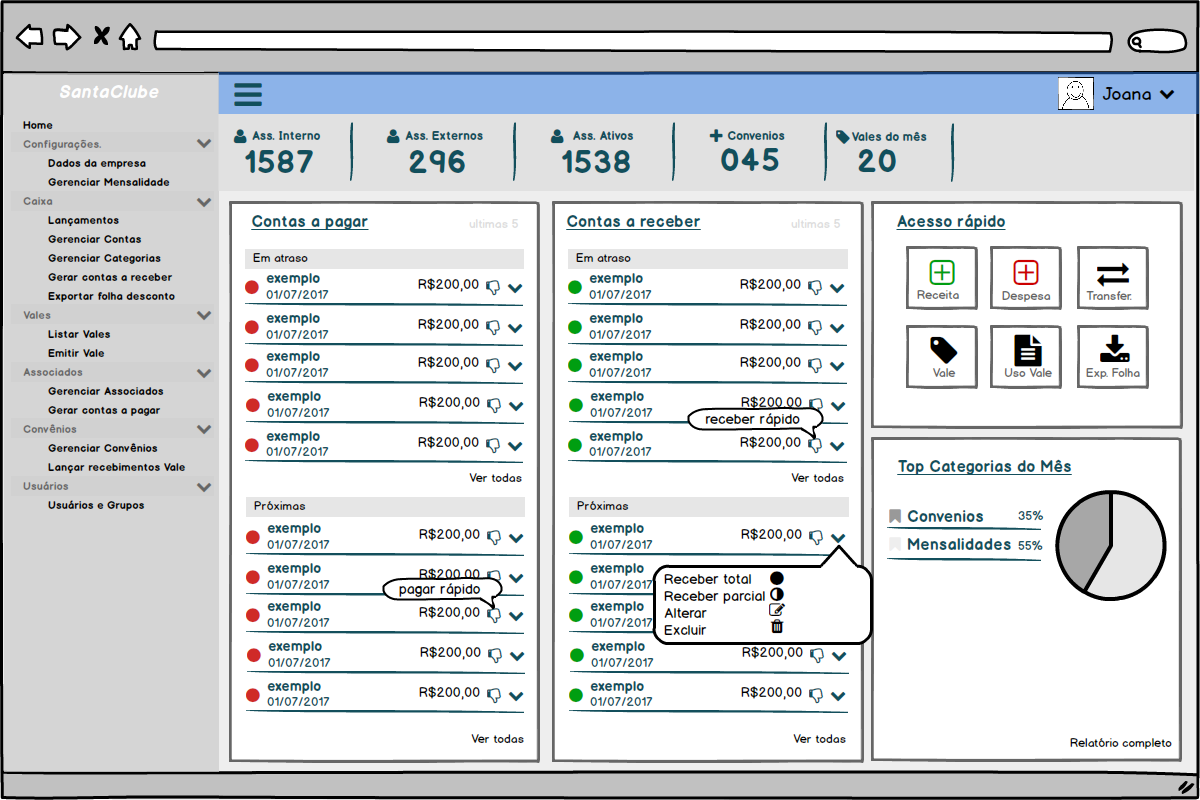 SantaClube
Joana
Home
Configurações.
Dados da empresa
Gerenciar Mensalidade
Caixa
Lançamentos
Gerenciar Contas
Gerenciar Categorias
Gerar contas a receber
Exportar folha desconto
Vales
Listar Vales
Emitir Vale
Associados
Gerenciar Associados
Gerar contas a pagar
Convênios
Gerenciar Convênios
Lançar recebimentos Vale
Usuários
Usuários e Grupos
Ass. Interno
1587
Ass. Externos
296
Ass. Ativos
1538
Convenios
045
Vales do mês
20
Contas a pagar
ultimas 5
Em atraso
exemplo
R$200,00
01/07/2017
exemplo
R$200,00
01/07/2017
exemplo
R$200,00
01/07/2017
exemplo
R$200,00
01/07/2017
exemplo
R$200,00
01/07/2017
Ver todas
Próximas
exemplo
R$200,00
01/07/2017
exemplo
R$200,00
01/07/2017
pagar rápido
exemplo
R$200,00
01/07/2017
exemplo
R$200,00
01/07/2017
exemplo
R$200,00
01/07/2017
Ver todas
Contas a receber
ultimas 5
Em atraso
exemplo
R$200,00
01/07/2017
exemplo
R$200,00
01/07/2017
exemplo
R$200,00
01/07/2017
exemplo
R$200,00
01/07/2017
receber rápido
exemplo
R$200,00
01/07/2017
Ver todas
Próximas
exemplo
R$200,00
01/07/2017
exemplo
01/07/2017
exemplo
01/07/2017
Receber total
Receber parcial
Alterar
Excluir
exemplo
R$200,00
01/07/2017
exemplo
R$200,00
01/07/2017
Ver todas
Acesso rápido
Receita
Despesa
Transfer.
Vale
Uso Vale
Exp. Folha
Top Categorias do Mês
Convenios 35%
Mensalidades 55%
Relatório completo